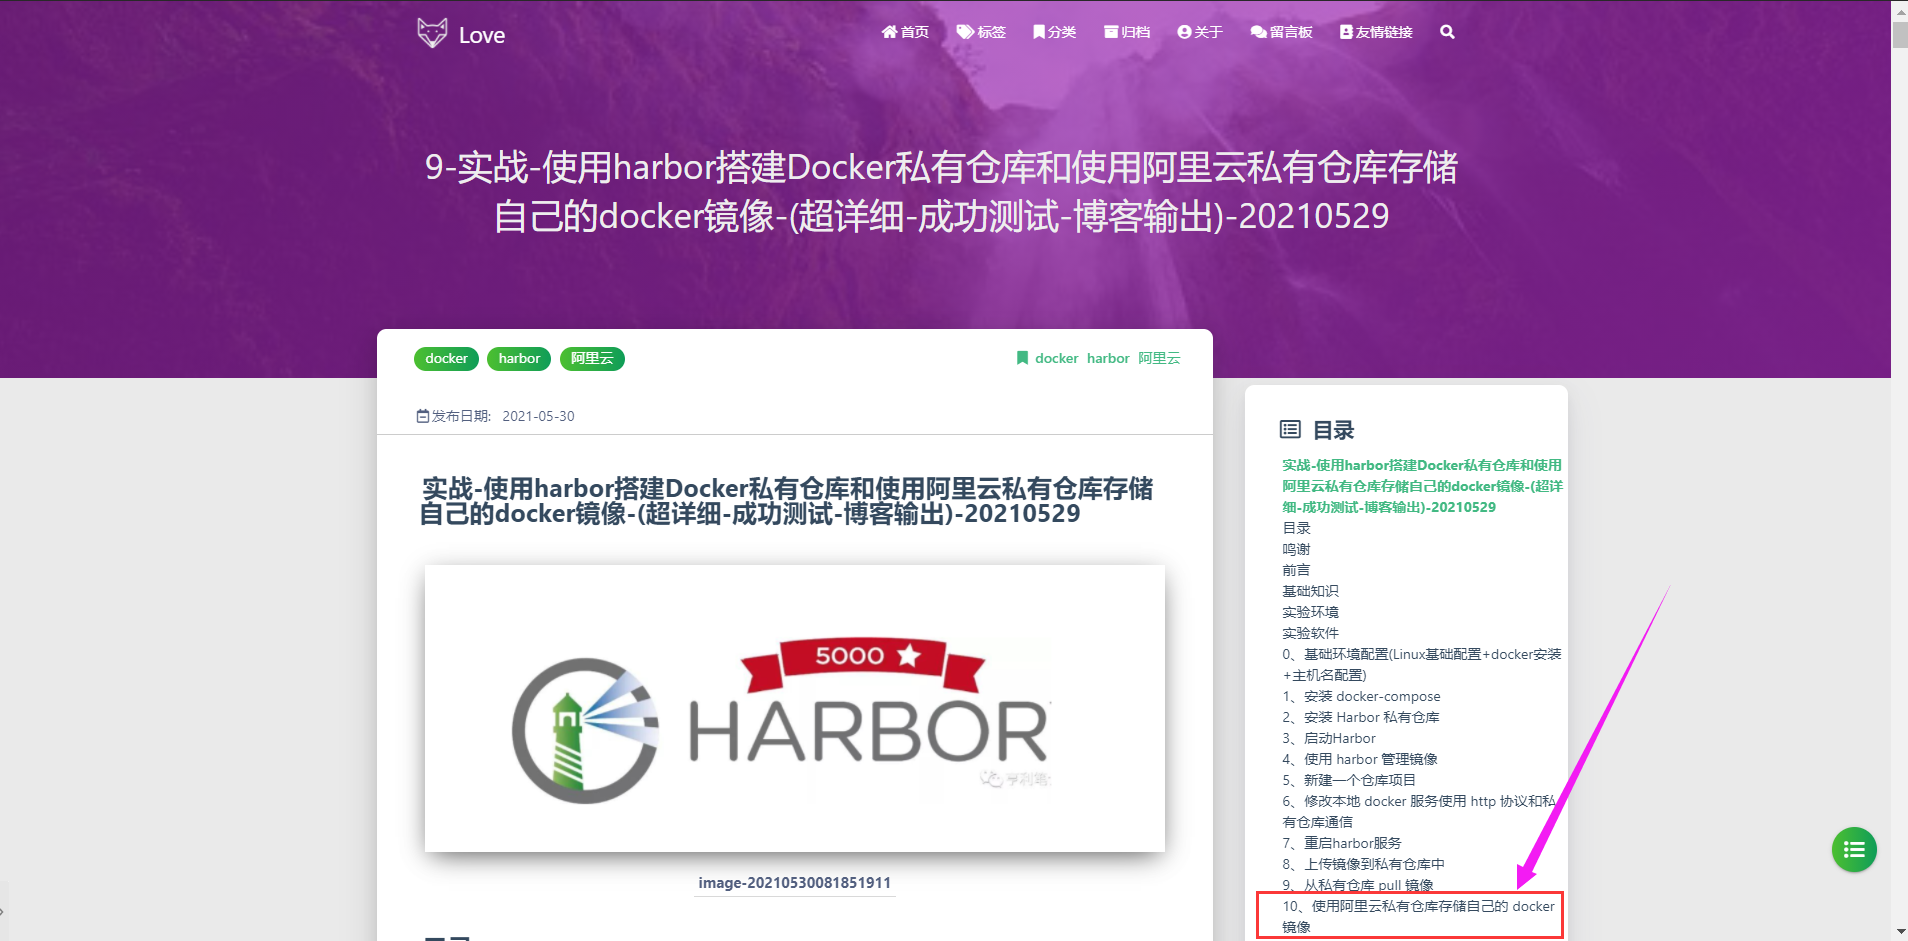 Love
首页 标签 分类 归档 关于 留言板 友情链接
9-实战-使用harbor搭建Docker私有仓库和使用阿里云私有仓库存储
自己的docker镜像-(超详细-成功测试-博客输出)-20210529
docker harbor 阿里云
docker harbor 阿里云
发布日期: 2021-05-30
实战-使用harbor搭建Docker私有仓库和使用阿里云私有仓库存储
自己的docker镜像-(超详细-成功测试-博客输出)-20210529
5000
HARBOR
image-20210530081851911
目录
实战-使用harbor搭建Docker私有仓库和使用
阿里云私有仓库存储自己的docker镜像-(超详
细-成功测试-博客输出)-20210529
目录
鸣谢
前言
基础知识
实验环境
实验软件
0、基础环境配置(Linux基础配置+docker安装
+主机名配置)
1、安装 docker-compose
2、安装 Harbor 私有仓库
3、启动Harbor
4、使用 harbor 管理镜像
5、新建一个仓库项目
6、修改本地 docker 服务使用 http 协议和私
有仓库通信
7、重启harbor服务
8、上传镜像到私有仓库中
9、从私有仓库 pull 镜像
10、使用阿里云私有仓库存储自己的 docker
镜像